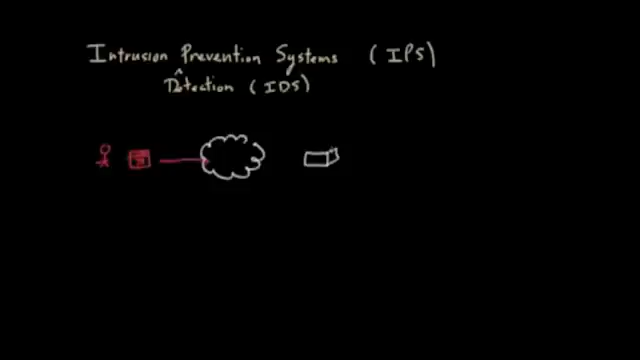 Intrusion Prevention Systems (IPS)
^
Detection (IDS)